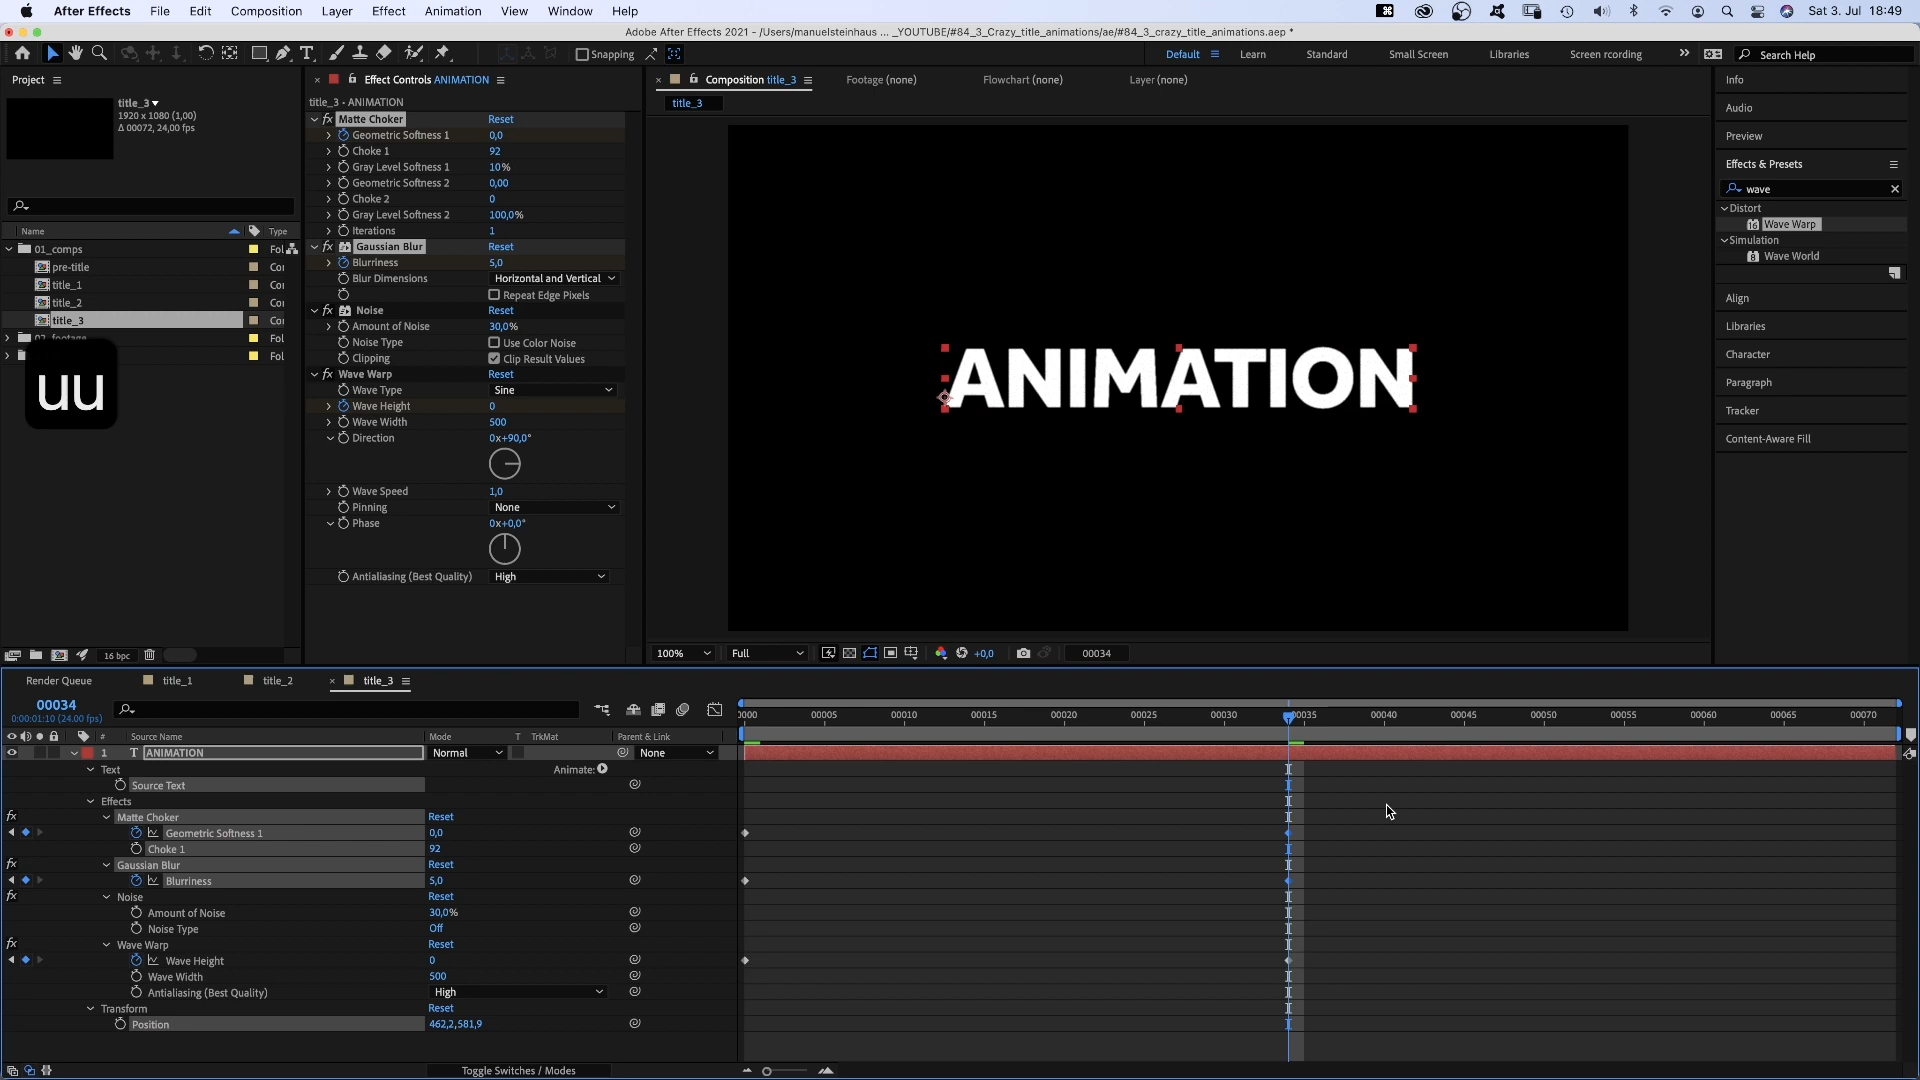 After Effects File Edit Composition Layer Effect Animation View Window Help Sat 3. Jul 18:49
Adobe After Effects 2021 - /Users/manuelsteinhaus ... _YOUTUBE/#84_3_Crazy_title_animations/ae/#84_3_crazy_title_animations.aep *
Snapping Default Learn Standard Small Screen Libraries Screen recording Search Help
Project
title_3
1920 x 1080 (1,00)
Δ 00072, 24,00 fps
Name Type
01_comps Fol
pre-title Cor
title_1 Cor
title_2 Cor
title_3 Cor
02_footage Fol
Fol
uu
16 bpc
Effect Controls ANIMATION
title_3 - ANIMATION
fx Matte Choker Reset
Geometric Softness 1 0,0
Choke 1 92
Gray Level Softness 1 10%
Geometric Softness 2 0,00
Choke 2 0
Gray Level Softness 2 100,0%
Iterations 1
fx Gaussian Blur Reset
Blurriness 5,0
Blur Dimensions Horizontal and Vertical
Repeat Edge Pixels
fx Noise Reset
Amount of Noise 30,0%
Noise Type Use Color Noise
Clipping Clip Result Values
fx Wave Warp Reset
Wave Type Sine
Wave Height 0
Wave Width 500
Direction 0x+90,0°
Wave Speed 1,0
Pinning None
Phase 0x+0,0°
Antialiasing (Best Quality) High
Composition title_3 Footage (none) Flowchart (none) Layer (none)
title_3
ANIMATION
100% Full +0,0 00034
Info
Audio
Preview
Effects & Presets
wave
Distort
Wave Warp
Simulation
Wave World
Align
Libraries
Character
Paragraph
Tracker
Content-Aware Fill
Render Queue title_1 title_2 title_3
00034
0:00:01:10 (24.00 fps)
0000 00005 00010 00015 00020 00025 00030 00035 00040 00045 00050 00055 00060 00065 00070
# Source Name Mode T TrkMat Parent & Link
1 T ANIMATION Normal None
Text Animate:
Source Text
Effects
fx Matte Choker Reset
Geometric Softness 1 0,0
Choke 1 92
fx Gaussian Blur Reset
Blurriness 5,0
fx Noise Reset
Amount of Noise 30,0%
Noise Type Off
fx Wave Warp Reset
Wave Height 0
Wave Width 500
Antialiasing (Best Quality) High
Transform Reset
Position 462,2,581,9
Toggle Switches / Modes